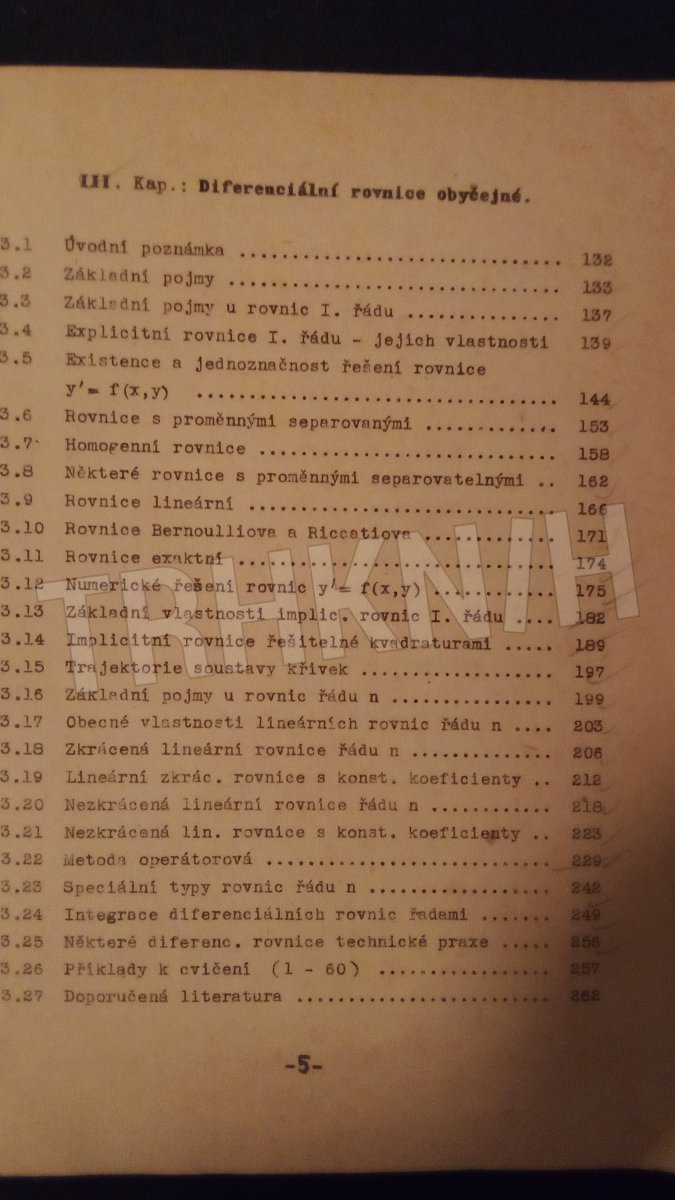 III. Kap.: Diferenciální rovnice obyčejné.
3.1 Úvodní poznámka .............................. 132
3.2 Základní pojmy ............................... 133
3.3 Základní pojmy u rovnic I. řádu .............. 137
3.4 Explicitní rovnice I. řádu - jejich vlastnosti 139
3.5 Existence a jednoznačnost řešení rovnice
y'= f(x,y) .................................. 144
3.6 Rovnice s proměnnými separovanými ............ 153
3.7 Homogenní rovnice ............................ 158
3.8 Některé rovnice s proměnnými separovatelnými .. 162
3.9 Rovnice lineární ............................. 166
3.10 Rovnice Bernoulliova a Riccatiova ............ 171
3.11 Rovnice exaktní .............................. 174
3.12 Numerické řešení rovnic y'= f(x,y) ........... 175
3.13 Základní vlastnosti implic. rovnic I. řádu .... 182
3.14 Implicitní rovnice řešitelné kvadraturami ..... 189
3.15 Trajektorie soustavy křivek .................. 197
3.16 Základní pojmy u rovnic řádu n ............... 199
3.17 Obecné vlastnosti lineárních rovnic řádu n .... 203
3.18 Zkrácená lineární rovnice řádu n ............. 206
3.19 Lineární zkrác. rovnice s konst. koeficienty .. 212
3.20 Nezkrácená lineární rovnice řádu n ........... 218
3.21 Nezkrácená lin. rovnice s konst. koeficienty .. 223
3.22 Metoda operátorová ........................... 229
3.23 Speciální typy rovnic řádu n ................. 242
3.24 Integrace diferenciálních rovnic řadami ....... 249
3.25 Některé diferenc. rovnice technické praxe ..... 256
3.26 Příklady k cvičení (1 - 60) ................. 257
3.27 Doporučená literatura ........................ 262
-5-
TRHKNIH